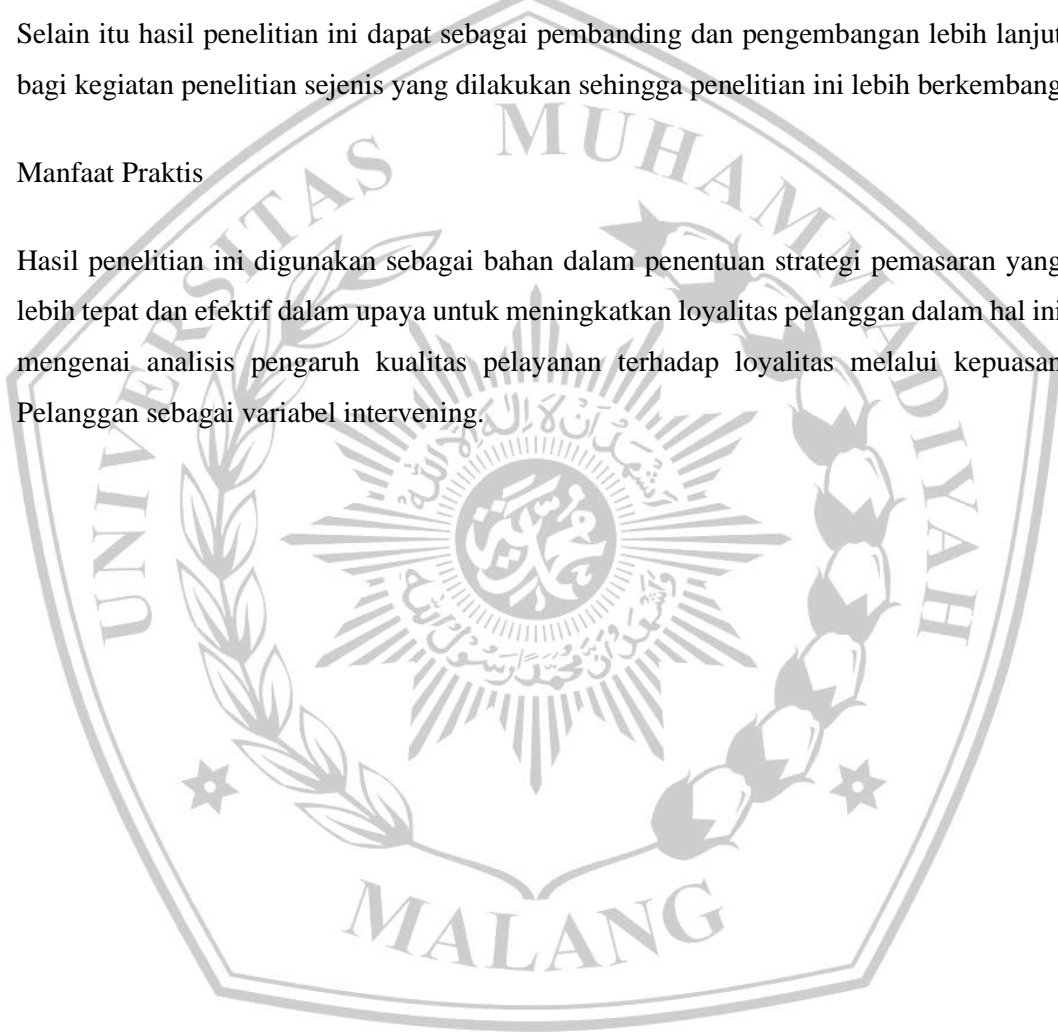 Selain itu hasil penelitian ini dapat sebagai pembanding dan pengembangan lebih lanjut
bagi kegiatan penelitian sejenis yang dilakukan sehingga penelitian ini lebih berkembang
Manfaat Praktis
Hasil penelitian ini digunakan sebagai bahan dalam penentuan strategi pemasaran yang
lebih tepat dan efektif dalam upaya untuk meningkatkan loyalitas pelanggan dalam hal ini
mengenai analisis pengaruh kualitas pelayanan terhadap loyalitas melalui kepuasan
Pelanggan sebagai variabel intervening.
UNIVERSITAS MUHAMMADIYAH
MALANG